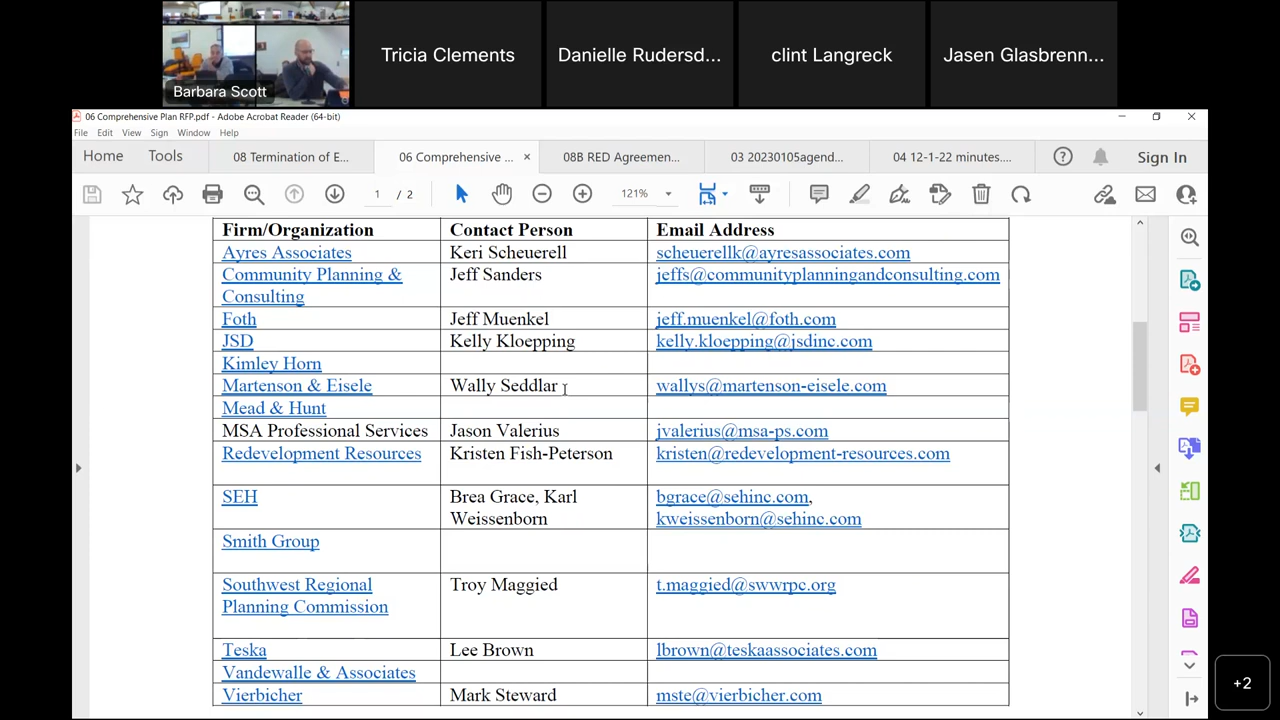 Barbara Scott
Tricia Clements
Danielle Rudersd...
clint Langreck
Jasen Glasbrenn...
06 Comprehensive Plan RFP.pdf - Adobe Acrobat Reader (64-bit)
File Edit View Sign Window Help
Home Tools 08 Termination of E... 06 Comprehensive ... × 08B RED Agreemen... 03 20230105agend... 04 12-1-22 minutes.... Sign In
1 / 2 121%
Firm/Organization Contact Person Email Address
Ayres Associates Keri Scheuerell scheuerellk@ayresassociates.com
Community Planning & Jeff Sanders jeffs@communityplanningandconsulting.com
Consulting
Foth Jeff Muenkel jeff.muenkel@foth.com
JSD Kelly Kloepping kelly.kloepping@jsdinc.com
Kimley Horn
Martenson & Eisele Wally Seddlar wallys@martenson-eisele.com
Mead & Hunt
MSA Professional Services Jason Valerius jvalerius@msa-ps.com
Redevelopment Resources Kristen Fish-Peterson kristen@redevelopment-resources.com
SEH Brea Grace, Karl bgrace@sehinc.com,
Weissenborn kweissenborn@sehinc.com
Smith Group
Southwest Regional Troy Maggied t.maggied@swwrpc.org
Planning Commission
Teska Lee Brown lbrown@teskaassociates.com
Vandewalle & Associates
Vierbicher Mark Steward mste@vierbicher.com
+2